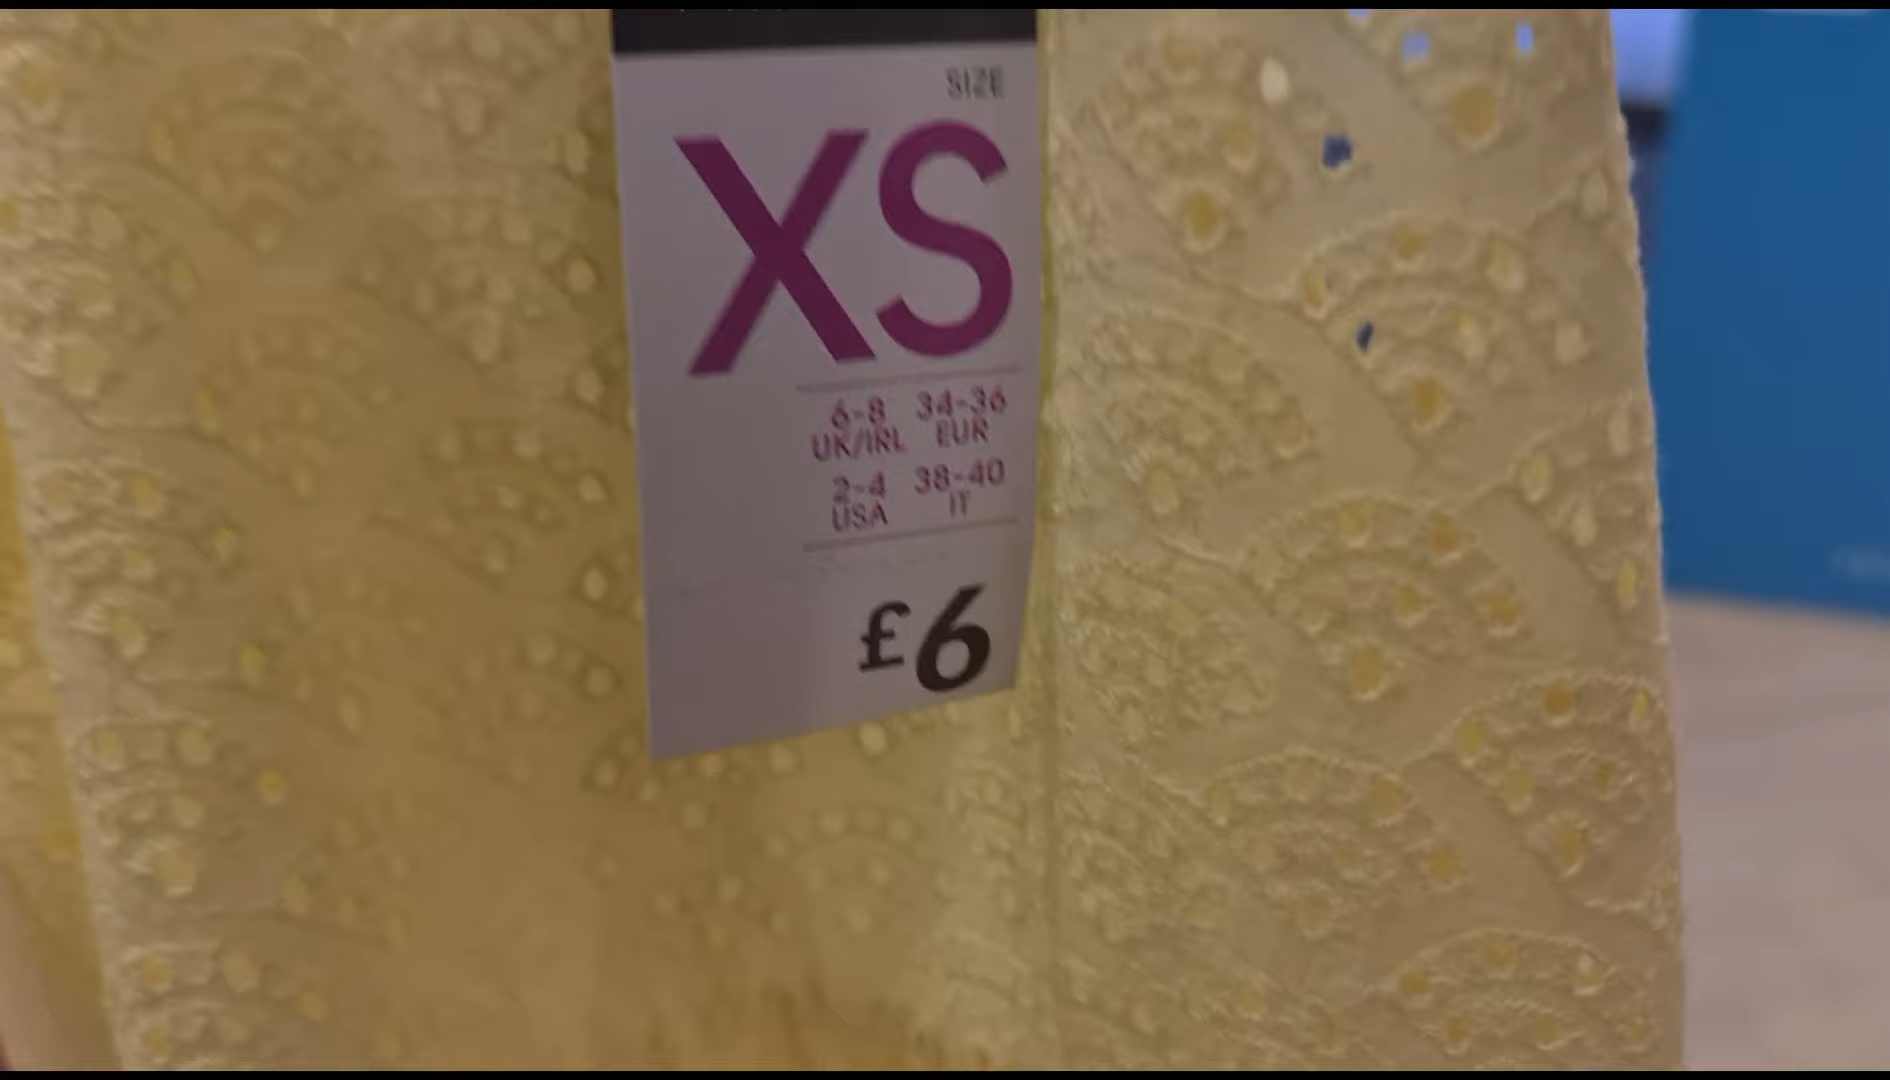 SIZE
XS
6-8 34-36
UK/IRL EUR
2-4 38-40
USA IT
£6